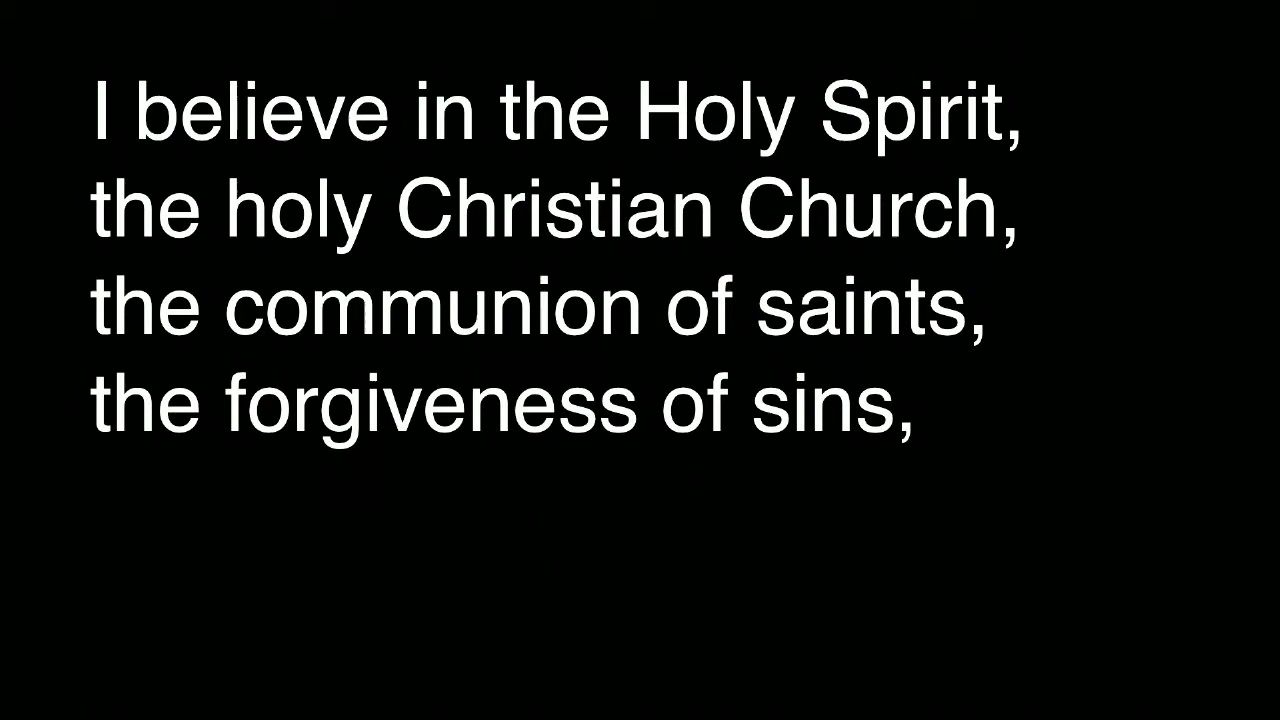 I believe in the Holy Spirit,
the holy Christian Church,
the communion of saints,
the forgiveness of sins,